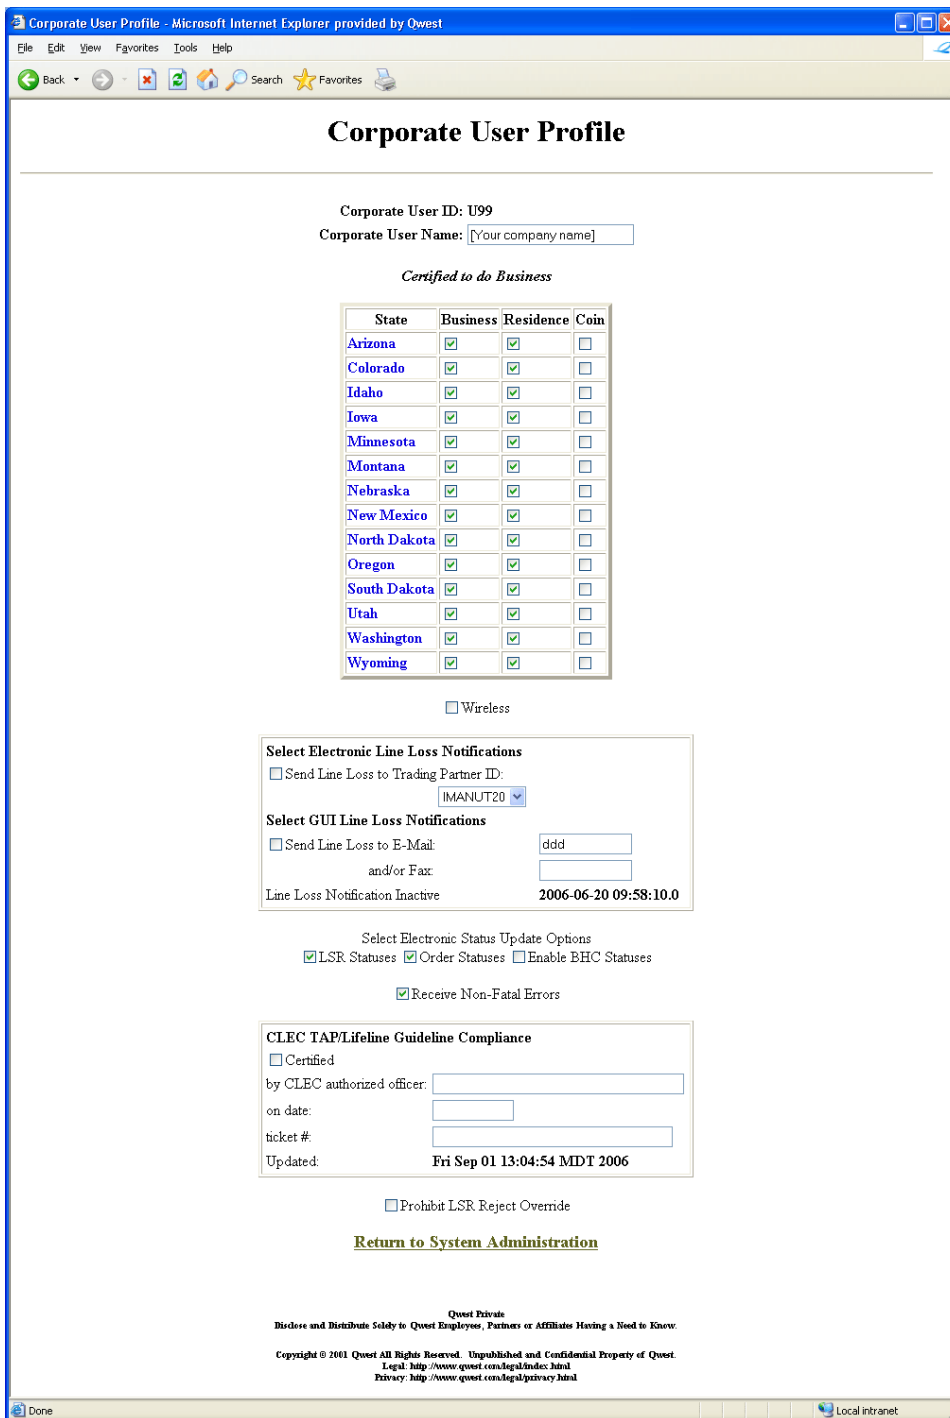 Corporate User Profile - Microsoft Internet Explorer provided by Qwest
File Edit View Favorites Tools Help
Back Search Favorites
Corporate User Profile
Corporate User ID: U99
Corporate User Name: [Your company name]
Certified to do Business
State Business Residence Coin
Arizona
Colorado
Idaho
Iowa
Minnesota
Montana
Nebraska
New Mexico
North Dakota
Oregon
South Dakota
Utah
Washington
Wyoming
Wireless
Select Electronic Line Loss Notifications
Send Line Loss to Trading Partner ID:
IMANUT20
Select GUI Line Loss Notifications
Send Line Loss to E-Mail: ddd
and/or Fax:
Line Loss Notification Inactive 2006-06-20 09:58:10.0
Select Electronic Status Update Options
LSR Statuses Order Statuses Enable BHC Statuses
Receive Non-Fatal Errors
CLEC TAP/Lifeline Guideline Compliance
Certified
by CLEC authorized officer:
on date:
ticket #:
Updated: Fri Sep 01 13:04:54 MDT 2006
Prohibit LSR Reject Override
Return to System Administration
Qwest Private
Disclose and Distribute Solely to Qwest Employees, Partners or Affiliates Having a Need to Know.
Copyright © 2001 Qwest All Rights Reserved. Unpublished and Confidential Property of Qwest.
Legal: http://www.qwest.com/legal/index.html
Privacy: http://www.qwest.com/legal/privacy.html
Done Local intranet